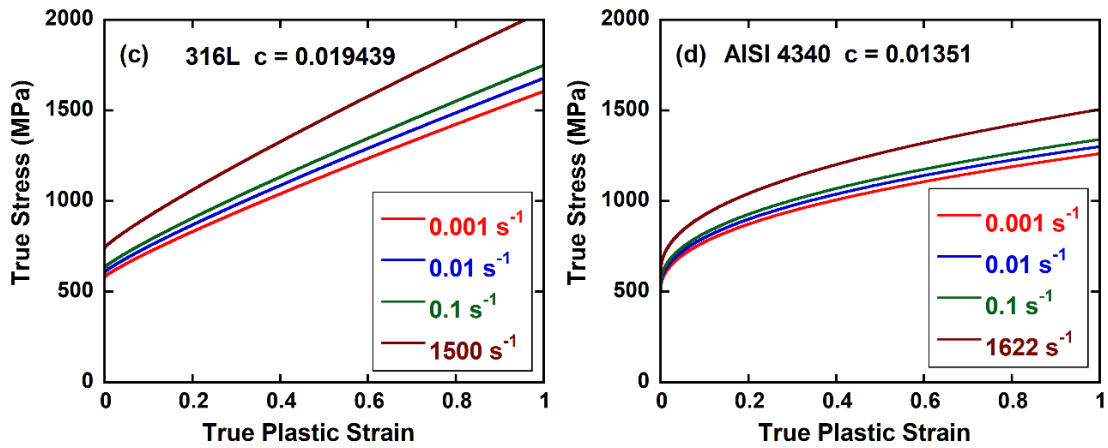 (c) 316L c = 0.019439
True Stress (MPa)
2000
1500
1000
500
0
0.001 s⁻¹
0.01 s⁻¹
0.1 s⁻¹
1500 s⁻¹
0 0.2 0.4 0.6 0.8 1
True Plastic Strain
(d) AISI 4340 c = 0.01351
True Stress (MPa)
2000
1500
1000
500
0
0.001 s⁻¹
0.01 s⁻¹
0.1 s⁻¹
1622 s⁻¹
0 0.2 0.4 0.6 0.8 1
True Plastic Strain